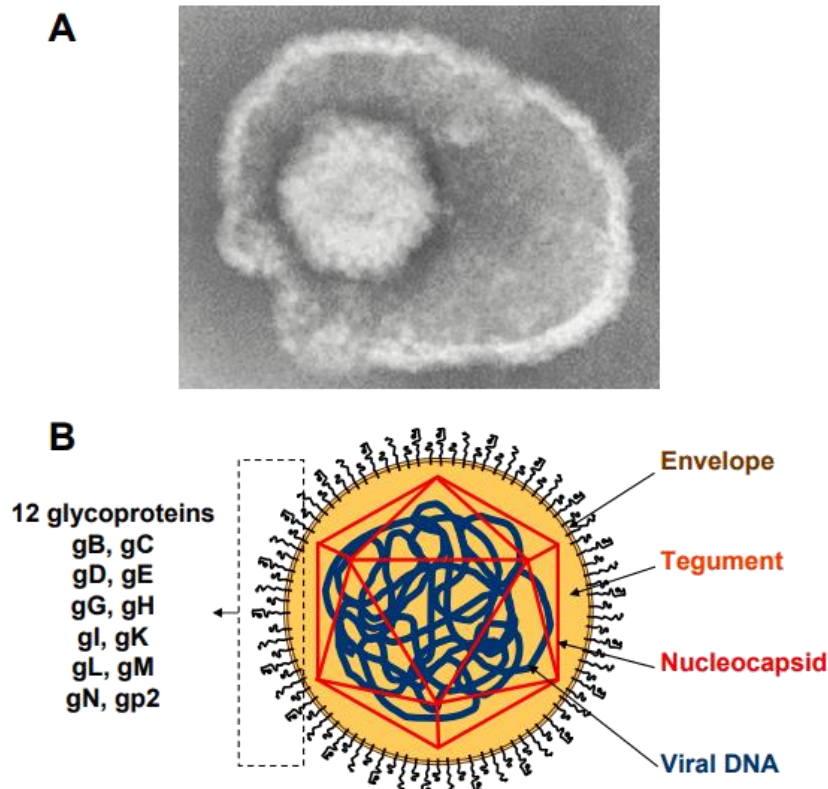 A
B
12 glycoproteins
gB, gC
gD, gE
gG, gH
gI, gK
gL, gM
gN, gp2
Envelope
Tegument
Nucleocapsid
Viral DNA